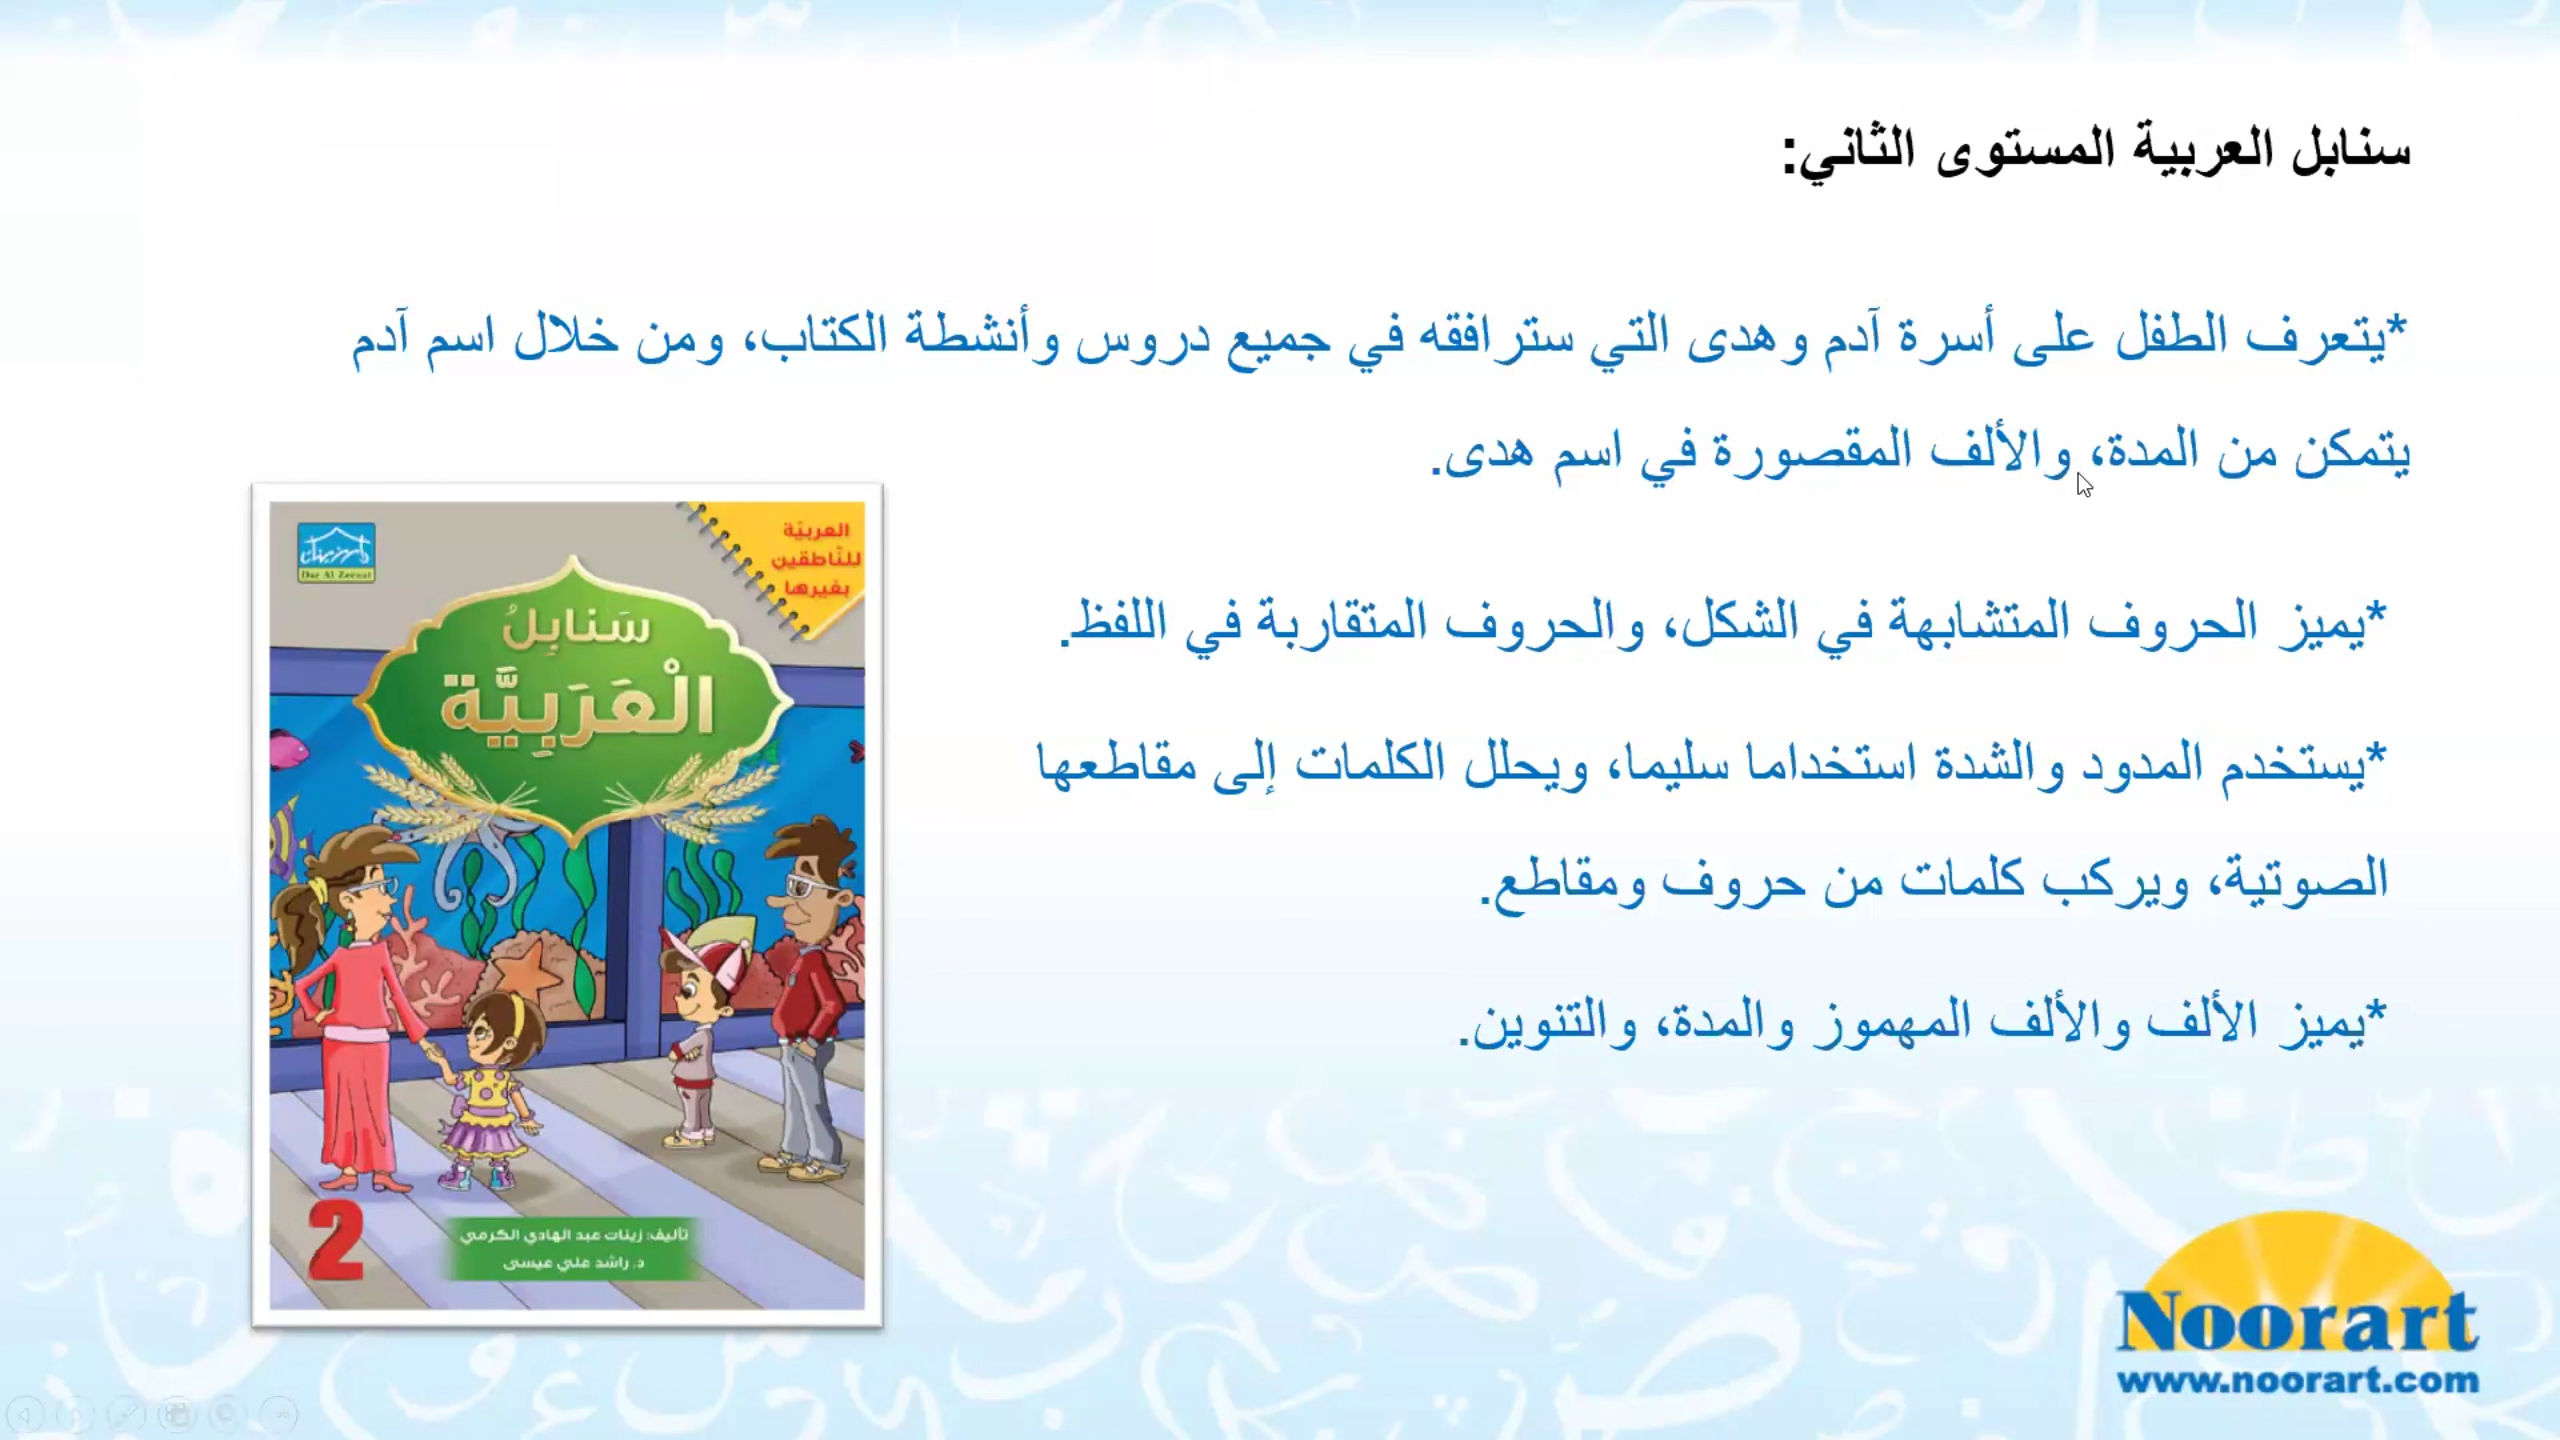 سنابل العربية المستوى الثاني:
*يتعرف الطفل على أسرة آدم وهدى التي سترافقه في جميع دروس وأنشطة الكتاب، ومن خلال اسم آدم
يتمكن من المدة، والألف المقصورة في اسم هدى.
*يميز الحروف المتشابهة في الشكل، والحروف المتقاربة في اللفظ.
*يستخدم المدود والشدة استخداما سليما، ويحلل الكلمات إلى مقاطعها
الصوتية، ويركب كلمات من حروف ومقاطع.
*يميز الألف والألف المهموز والمدة، والتنوين.
العربيّة
للنّاطقين
بغيرها
Dar Al Zeenat
سَنابِلُ
الْعَرَبِيَّة
2
تأليف: زينات عبد الهادي الكرمي
د. راشد علي عيسى
Noorart
www.noorart.com